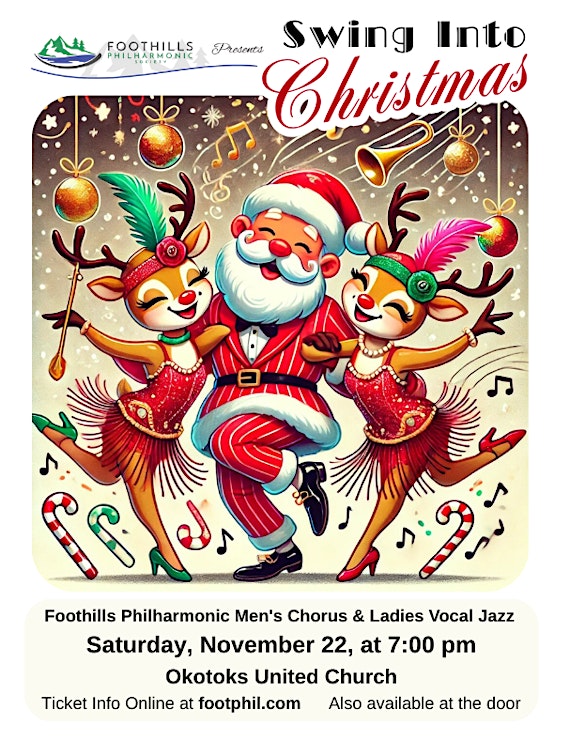 FOOTHILLS
PHILHARMONIC
SOCIETY
Presents
Swing Into
Christmas
Foothills Philharmonic Men's Chorus & Ladies Vocal Jazz
Saturday, November 22, at 7:00 pm
Okotoks United Church
Ticket Info Online at footphil.com Also available at the door